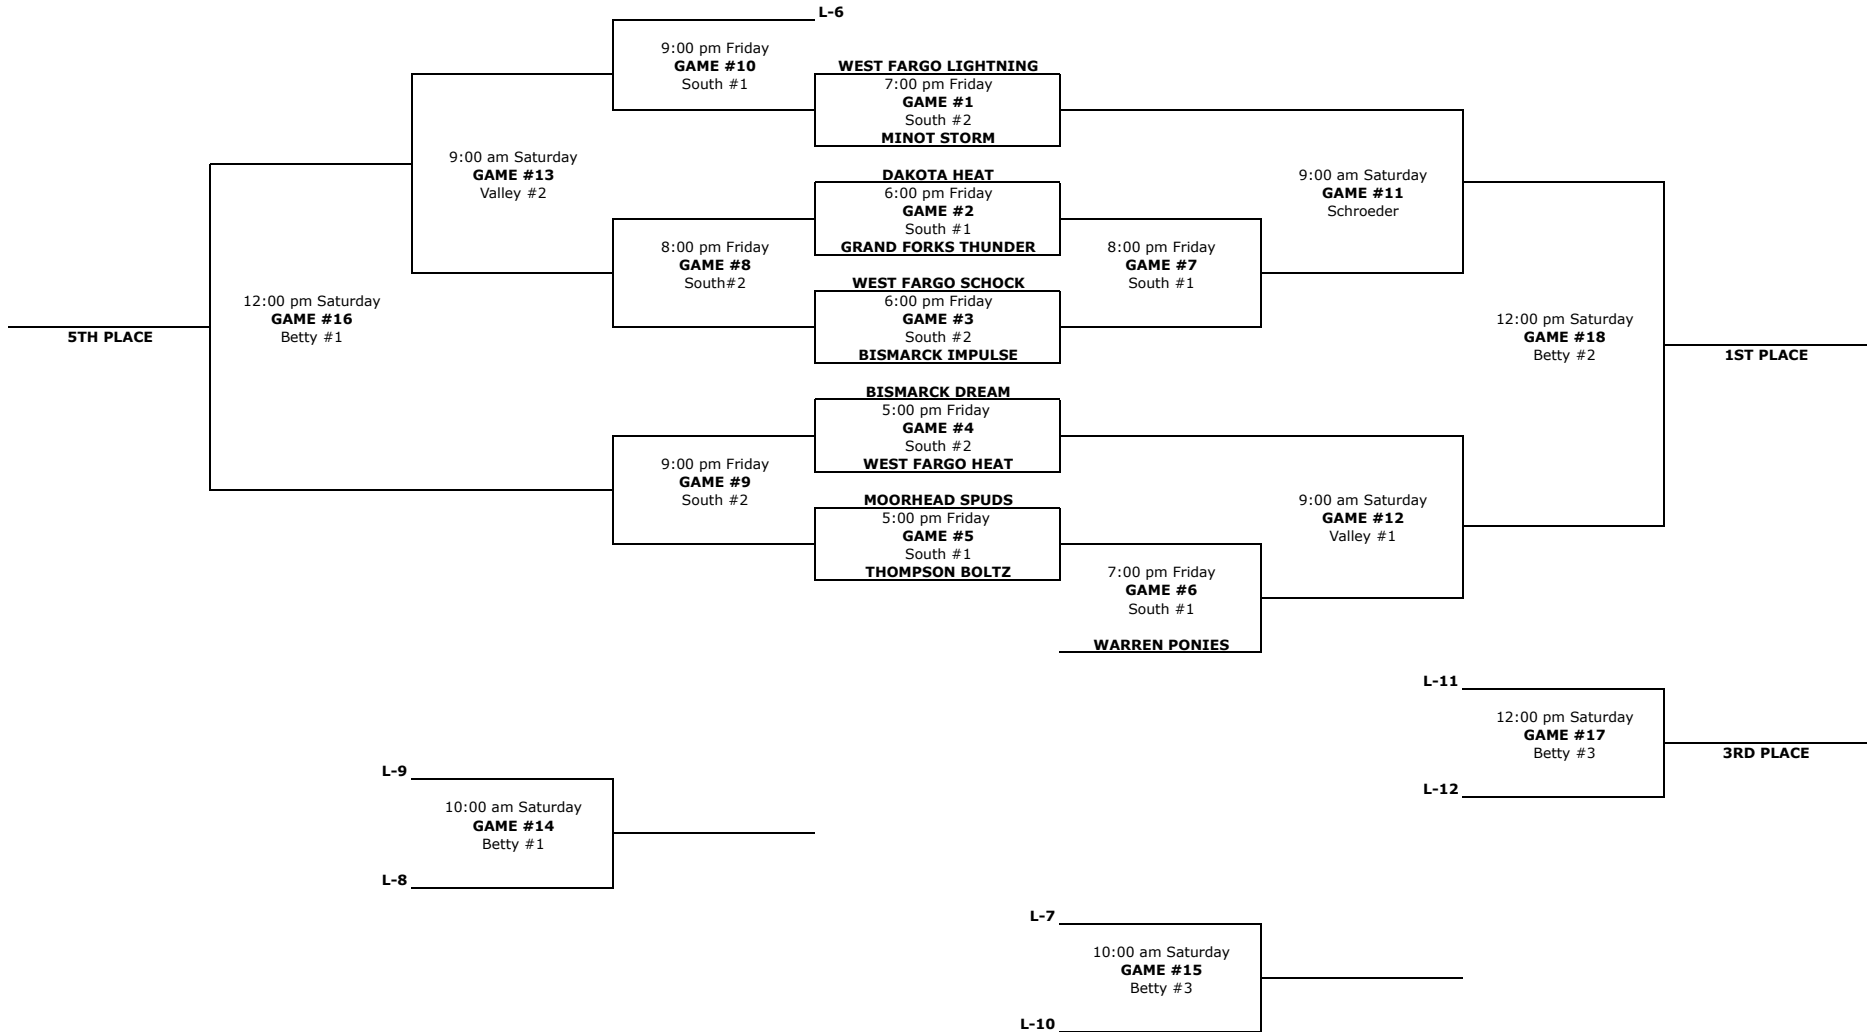 L-6
9:00 pm Friday
GAME #10
South #1
WEST FARGO LIGHTNING
7:00 pm Friday
GAME #1
South #2
MINOT STORM
9:00 am Saturday
GAME #13
Valley #2
DAKOTA HEAT
6:00 pm Friday
GAME #2
South #1
GRAND FORKS THUNDER
9:00 am Saturday
GAME #11
Schroeder
8:00 pm Friday
GAME #8
South#2
8:00 pm Friday
GAME #7
South #1
WEST FARGO SCHOCK
6:00 pm Friday
GAME #3
South #2
BISMARCK IMPULSE
12:00 pm Saturday
GAME #16
Betty #1
5TH PLACE
12:00 pm Saturday
GAME #18
Betty #2
1ST PLACE
BISMARCK DREAM
5:00 pm Friday
GAME #4
South #2
WEST FARGO HEAT
9:00 pm Friday
GAME #9
South #2
MOORHEAD SPUDS
5:00 pm Friday
GAME #5
South #1
THOMPSON BOLTZ
9:00 am Saturday
GAME #12
Valley #1
7:00 pm Friday
GAME #6
South #1
WARREN PONIES
L-11
12:00 pm Saturday
GAME #17
Betty #3
3RD PLACE
L-12
L-9
10:00 am Saturday
GAME #14
Betty #1
L-8
L-7
10:00 am Saturday
GAME #15
Betty #3
L-10